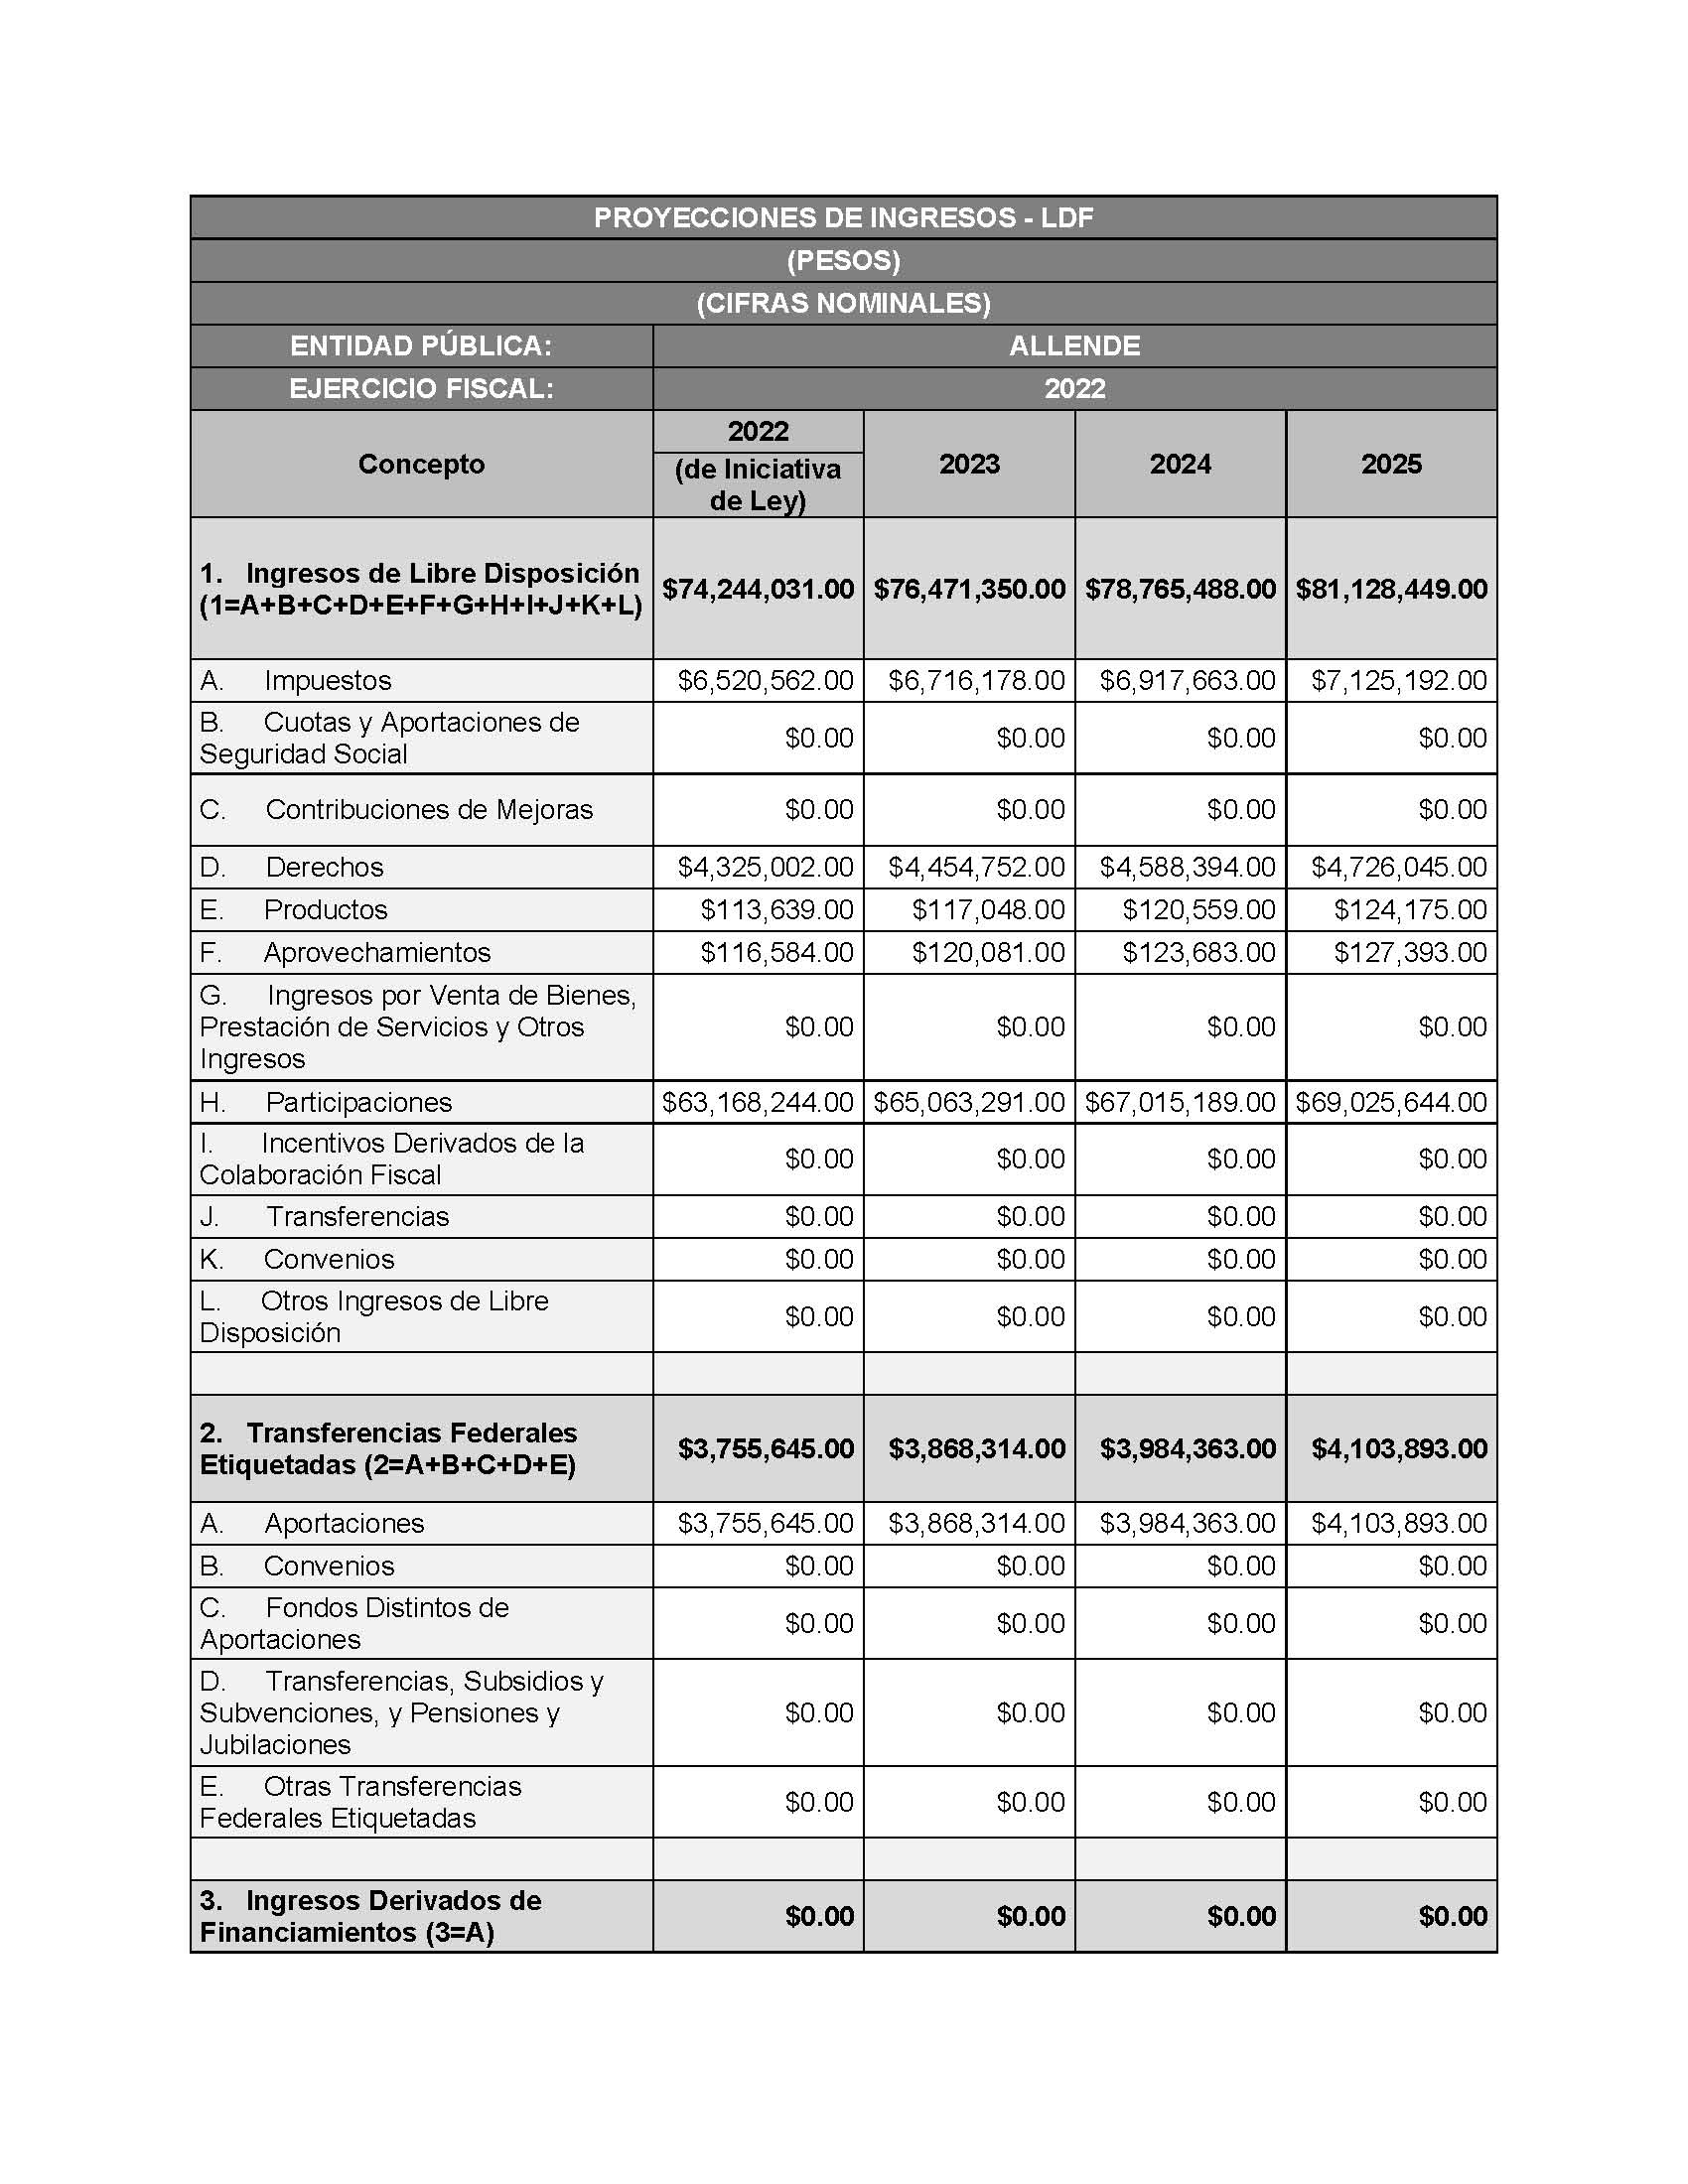 PROYECCIONES DE INGRESOS - LDF
(PESOS)
(CIFRAS NOMINALES)
ENTIDAD PÚBLICA: ALLENDE
EJERCICIO FISCAL: 2022
Concepto 2022 (de Iniciativa de Ley) 2023 2024 2025
1. Ingresos de Libre Disposición
(1=A+B+C+D+E+F+G+H+I+J+K+L) $74,244,031.00 $76,471,350.00 $78,765,488.00 $81,128,449.00
A. Impuestos $6,520,562.00 $6,716,178.00 $6,917,663.00 $7,125,192.00
B. Cuotas y Aportaciones de
Seguridad Social $0.00 $0.00 $0.00 $0.00
C. Contribuciones de Mejoras $0.00 $0.00 $0.00 $0.00
D. Derechos $4,325,002.00 $4,454,752.00 $4,588,394.00 $4,726,045.00
E. Productos $113,639.00 $117,048.00 $120,559.00 $124,175.00
F. Aprovechamientos $116,584.00 $120,081.00 $123,683.00 $127,393.00
G. Ingresos por Venta de Bienes,
Prestación de Servicios y Otros
Ingresos $0.00 $0.00 $0.00 $0.00
H. Participaciones $63,168,244.00 $65,063,291.00 $67,015,189.00 $69,025,644.00
I. Incentivos Derivados de la
Colaboración Fiscal $0.00 $0.00 $0.00 $0.00
J. Transferencias $0.00 $0.00 $0.00 $0.00
K. Convenios $0.00 $0.00 $0.00 $0.00
L. Otros Ingresos de Libre
Disposición $0.00 $0.00 $0.00 $0.00
2. Transferencias Federales
Etiquetadas (2=A+B+C+D+E) $3,755,645.00 $3,868,314.00 $3,984,363.00 $4,103,893.00
A. Aportaciones $3,755,645.00 $3,868,314.00 $3,984,363.00 $4,103,893.00
B. Convenios $0.00 $0.00 $0.00 $0.00
C. Fondos Distintos de
Aportaciones $0.00 $0.00 $0.00 $0.00
D. Transferencias, Subsidios y
Subvenciones, y Pensiones y
Jubilaciones $0.00 $0.00 $0.00 $0.00
E. Otras Transferencias
Federales Etiquetadas $0.00 $0.00 $0.00 $0.00
3. Ingresos Derivados de
Financiamientos (3=A) $0.00 $0.00 $0.00 $0.00